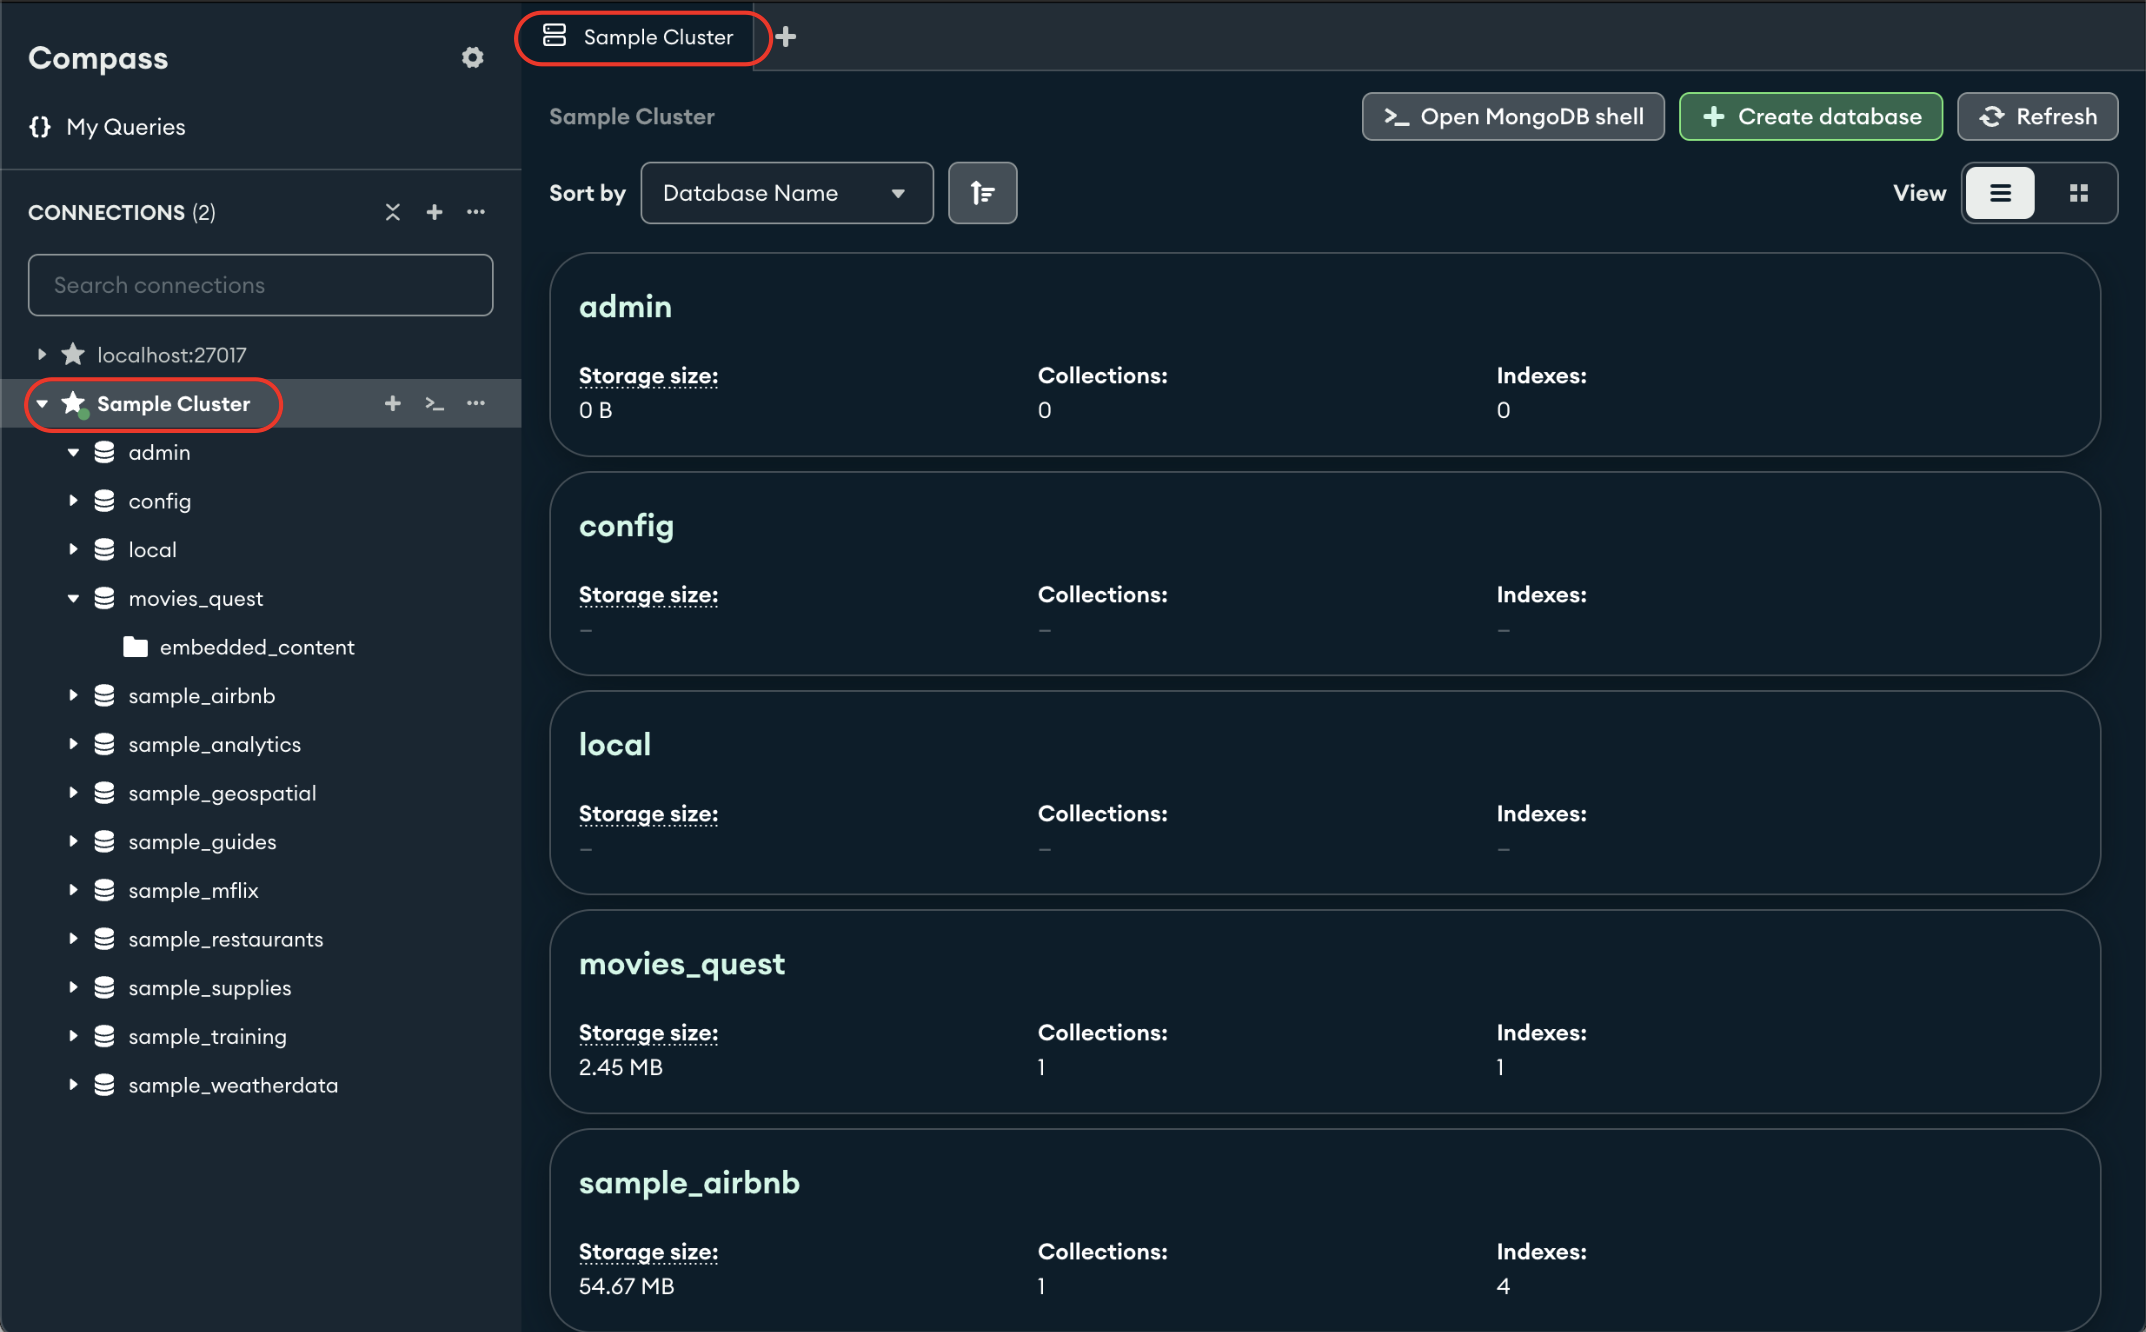 Compass
My Queries
CONNECTIONS (2)
Search connections
localhost:27017
Sample Cluster
admin
config
local
movies_quest
embedded_content
sample_airbnb
sample_analytics
sample_geospatial
sample_guides
sample_mflix
sample_restaurants
sample_supplies
sample_training
sample_weatherdata
Sample Cluster
Sample Cluster
Open MongoDB shell
Create database
Refresh
Sort by
Database Name
View
admin
Storage size: Collections: Indexes:
0 B 0 0
config
Storage size: Collections: Indexes:
– – –
local
Storage size: Collections: Indexes:
– – –
movies_quest
Storage size: Collections: Indexes:
2.45 MB 1 1
sample_airbnb
Storage size: Collections: Indexes:
54.67 MB 1 4